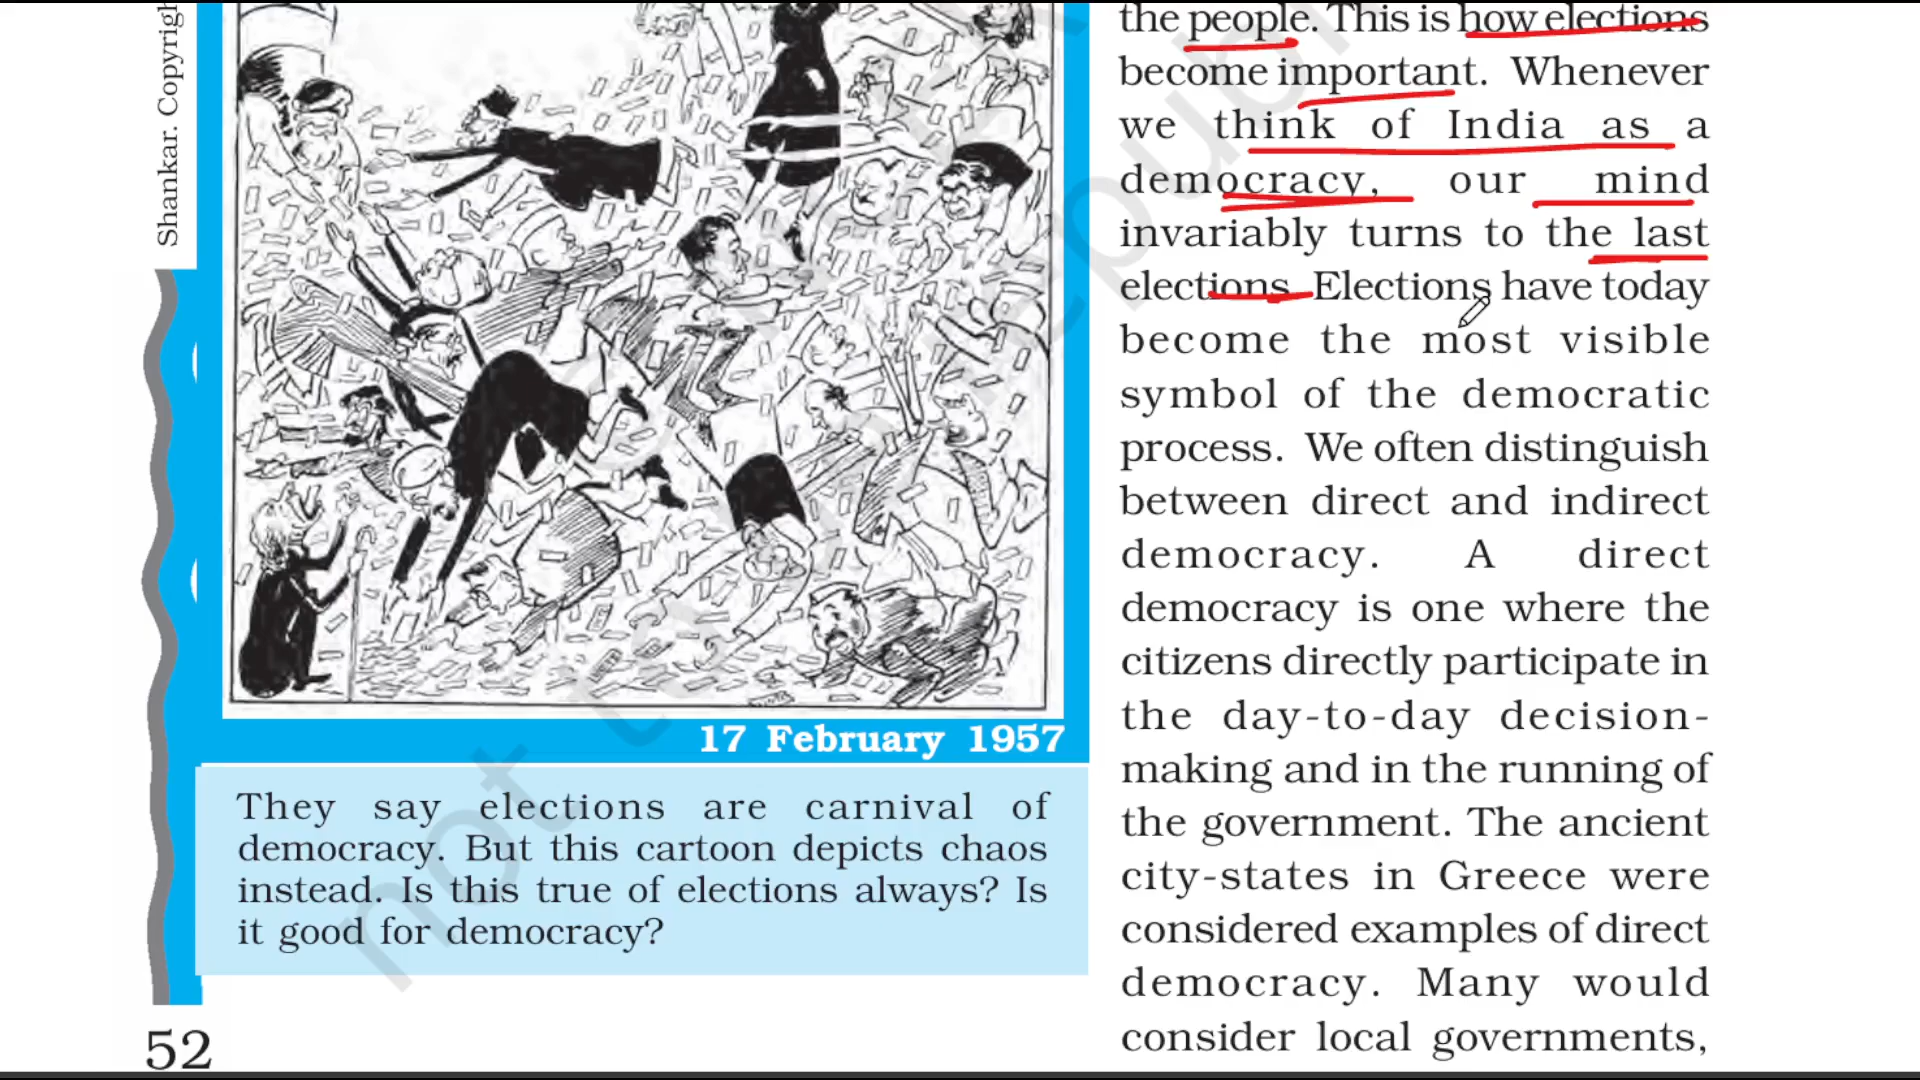 Shankar. Copyrigh
17 February 1957
They say elections are carnival of
democracy. But this cartoon depicts chaos
instead. Is this true of elections always? Is
it good for democracy?
52
the people. This is how elections
become important. Whenever
we think of India as a
democracy, our mind
invariably turns to the last
elections. Elections have today
become the most visible
symbol of the democratic
process. We often distinguish
between direct and indirect
democracy. A direct
democracy is one where the
citizens directly participate in
the day-to-day decision-
making and in the running of
the government. The ancient
city-states in Greece were
considered examples of direct
democracy. Many would
consider local governments,
not to be republ